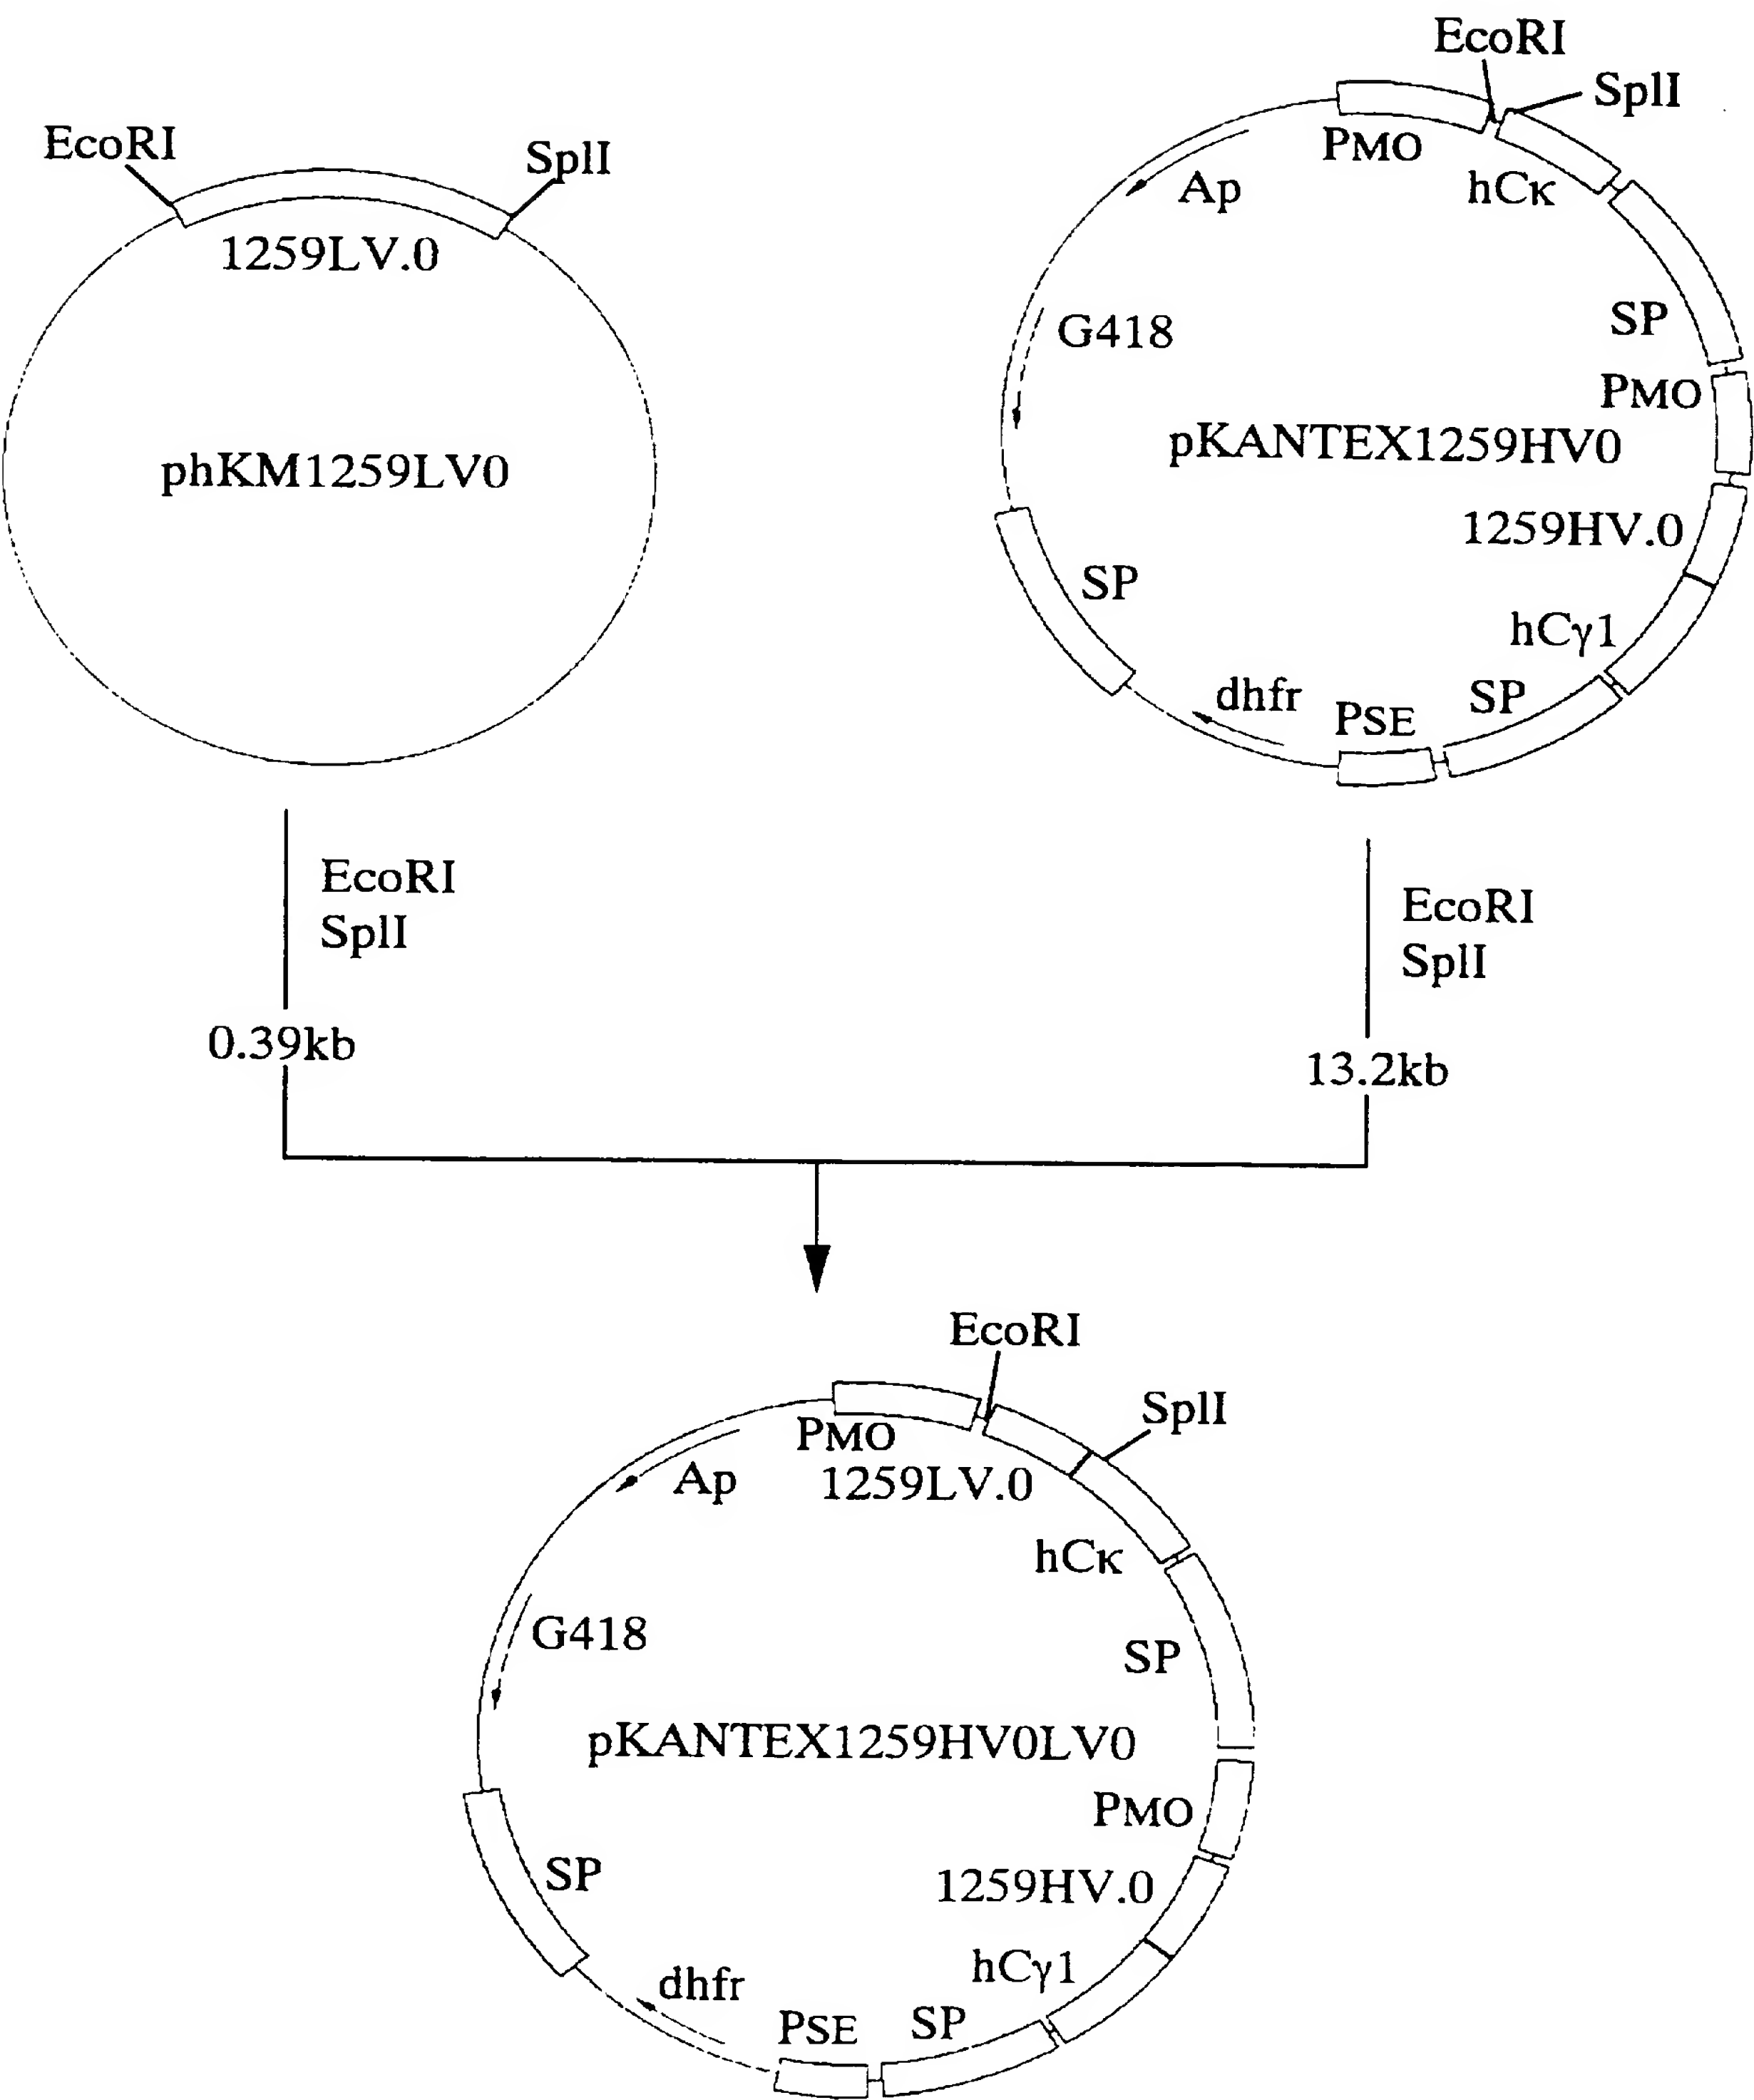 EcoRI
SplI
1259LV.0
phKM1259LV0
EcoRI
SplI
PMO
hCκ
Ap
SP
G418
PMO
pKANTEX1259HV0
1259HV.0
SP
hCγ1
SP
dhfr
PSE
EcoRI
SplI
0.39kb
EcoRI
SplI
13.2kb
EcoRI
SplI
PMO
1259LV.0
Ap
hCκ
G418
SP
pKANTEX1259HV0LV0
PMO
1259HV.0
SP
hCγ1
dhfr
SP
PSE